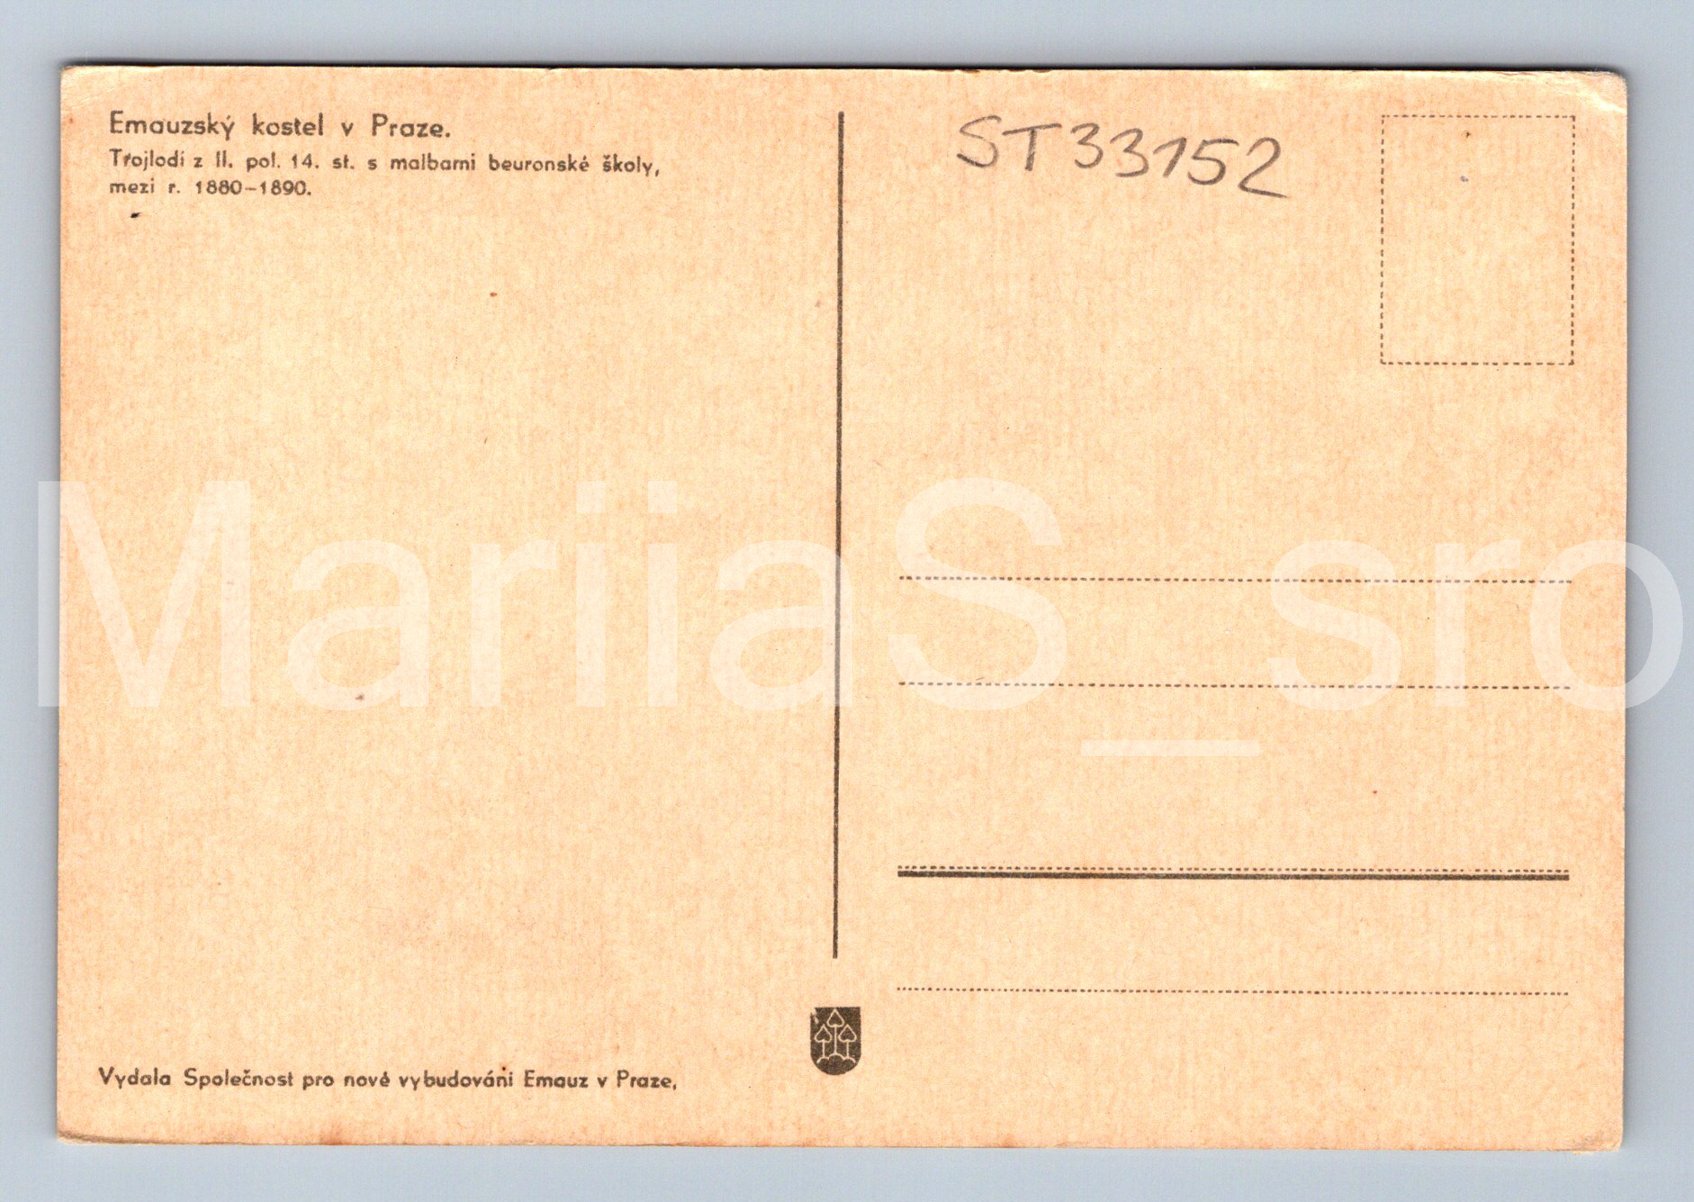 Emauzský kostel v Praze.
Trojlodí z II. pol. 14. st. s malbami beuronské školy,
mezi r. 1880-1890.
ST33152
MariiaS_sro
Vydala Společnost pro nové vybudováni Emauz v Praze,